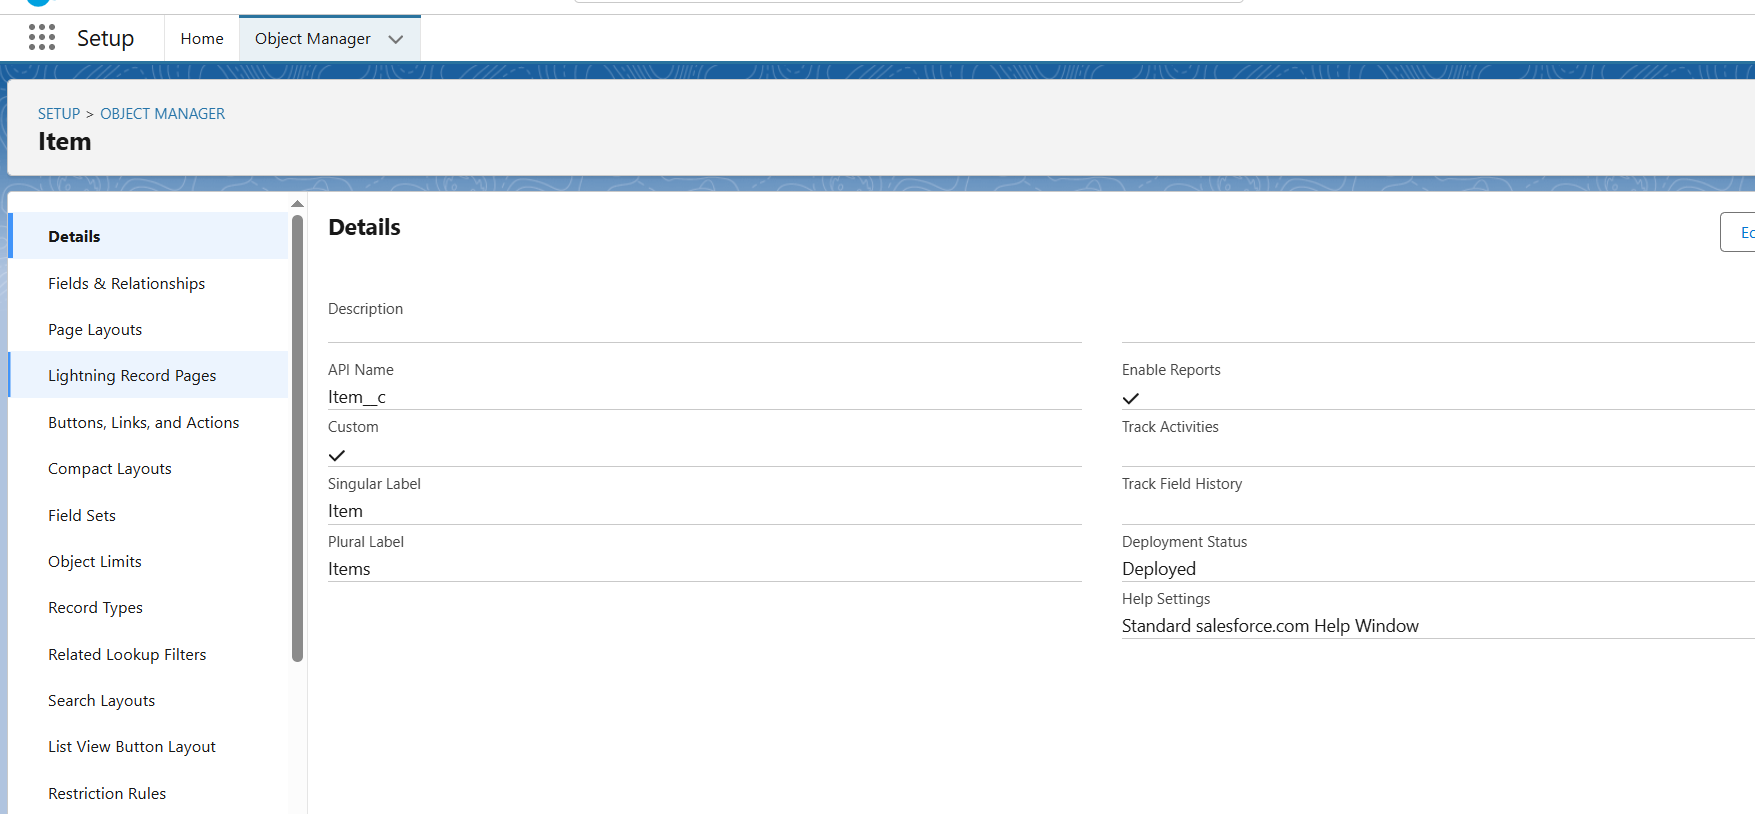 Setup
Home
Object Manager
SETUP > OBJECT MANAGER
Item
Details
Fields & Relationships
Page Layouts
Lightning Record Pages
Buttons, Links, and Actions
Compact Layouts
Field Sets
Object Limits
Record Types
Related Lookup Filters
Search Layouts
List View Button Layout
Restriction Rules
Details
Description
API Name
Item__c
Custom
Singular Label
Item
Plural Label
Items
Enable Reports
Track Activities
Track Field History
Deployment Status
Deployed
Help Settings
Standard salesforce.com Help Window